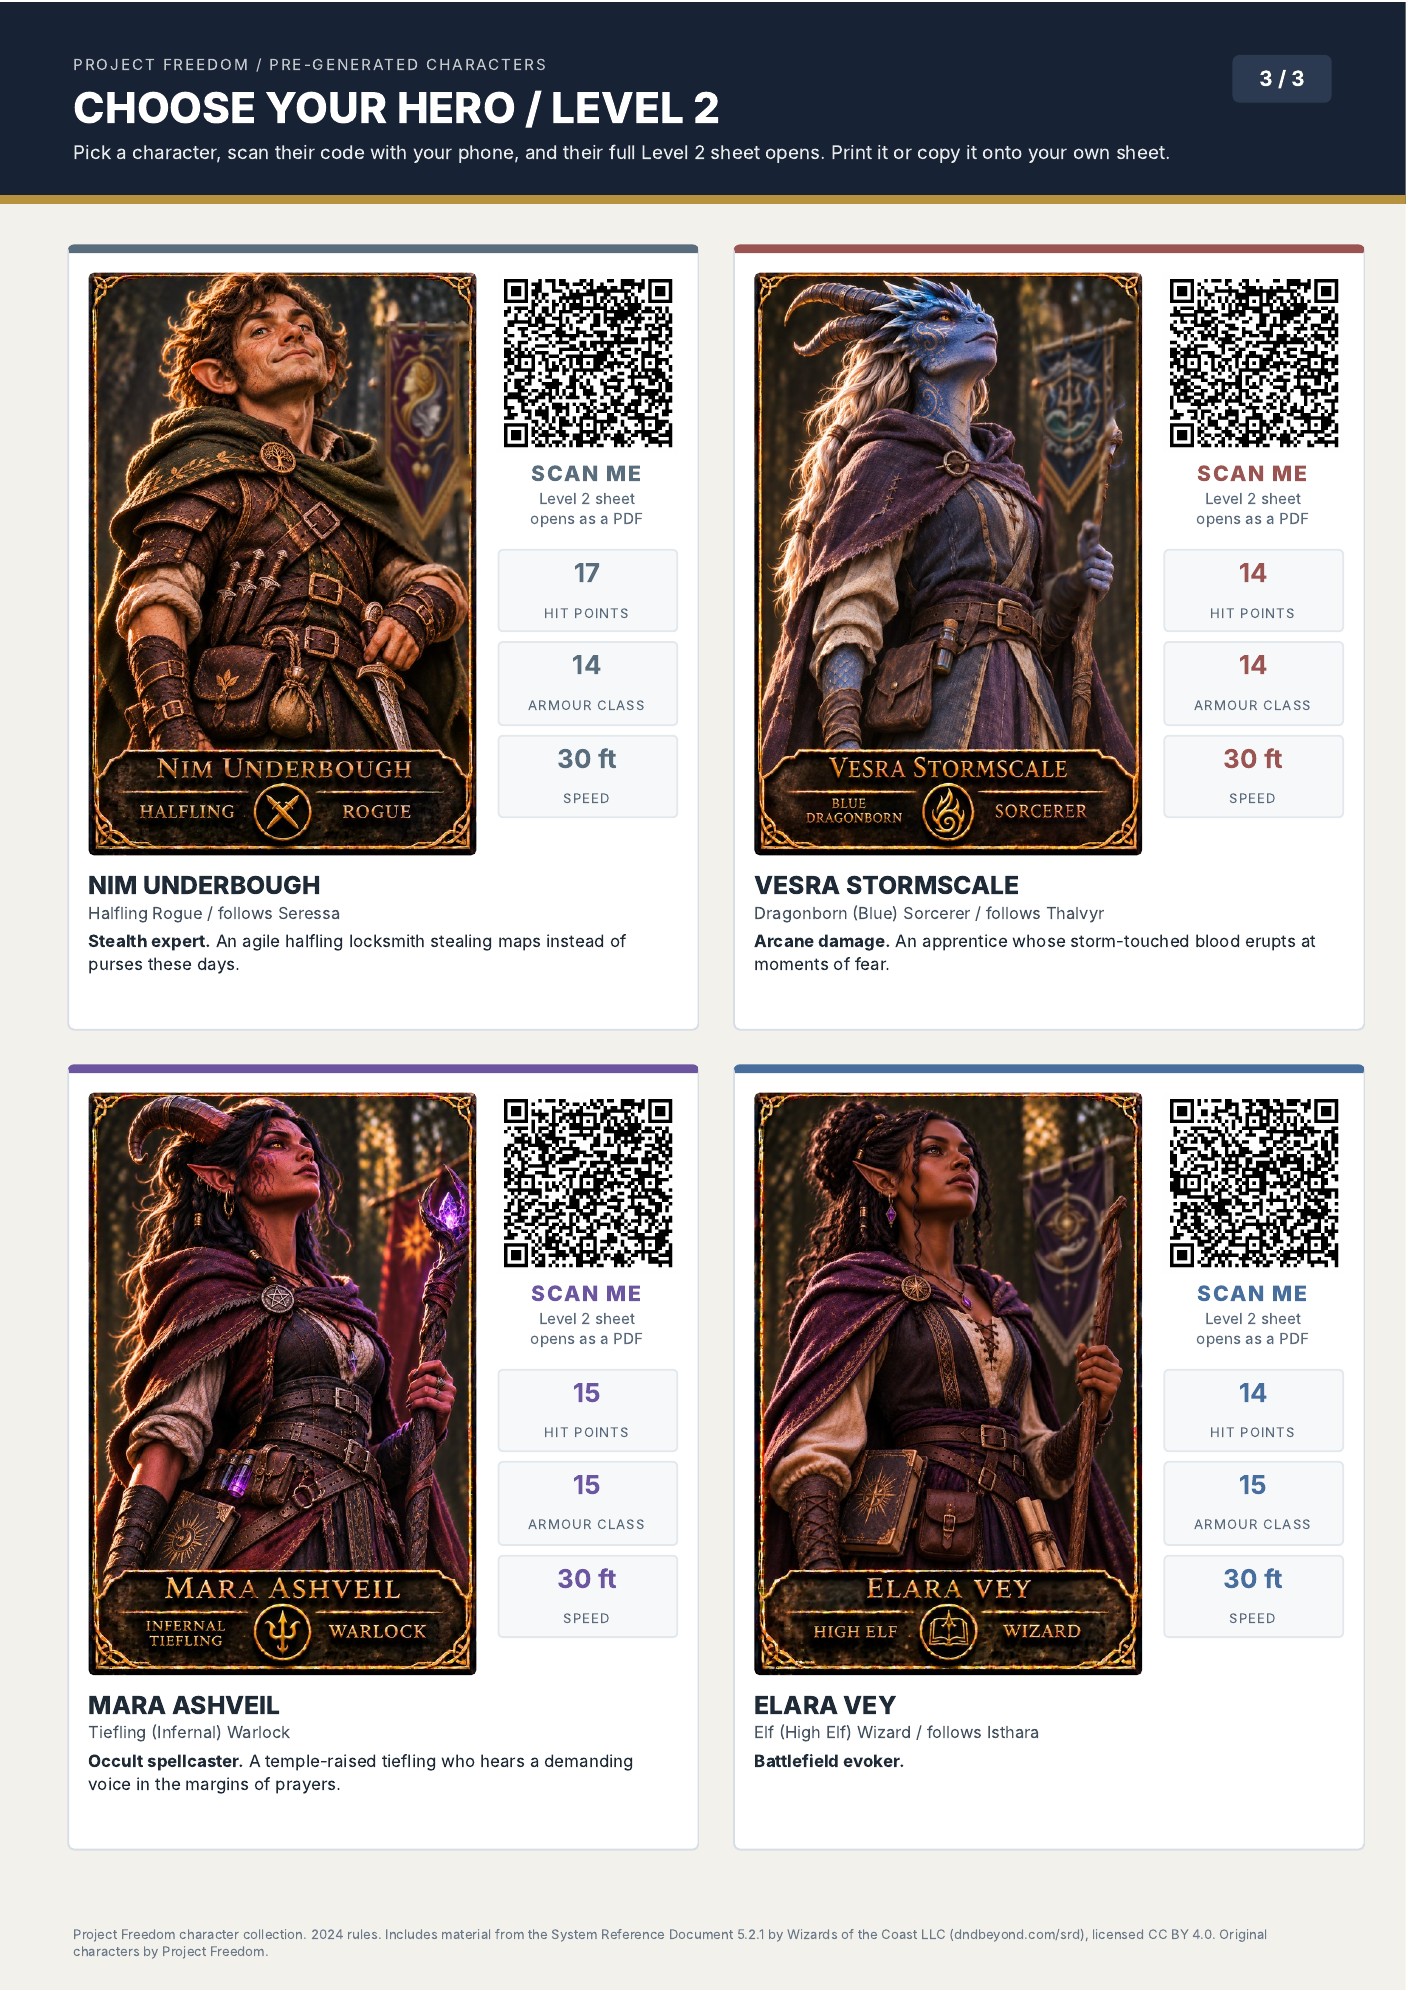 PROJECT FREEDOM / PRE-GENERATED CHARACTERS
CHOOSE YOUR HERO / LEVEL 2
Pick a character, scan their code with your phone, and their full Level 2 sheet opens. Print it or copy it onto your own sheet.
3 / 3
NIM UNDERBOUGH
HALFLING ROGUE
SCAN ME
Level 2 sheet
opens as a PDF
17
HIT POINTS
14
ARMOUR CLASS
30 ft
SPEED
NIM UNDERBOUGH
Halfling Rogue / follows Seressa
Stealth expert. An agile halfling locksmith stealing maps instead of
purses these days.
VESRA STORMSCALE
BLUE
DRAGONBORN
SORCERER
SCAN ME
Level 2 sheet
opens as a PDF
14
HIT POINTS
14
ARMOUR CLASS
30 ft
SPEED
VESRA STORMSCALE
Dragonborn (Blue) Sorcerer / follows Thalvyr
Arcane damage. An apprentice whose storm-touched blood erupts at
moments of fear.
MARA ASHVEIL
INFERNAL
TIEFLING
WARLOCK
SCAN ME
Level 2 sheet
opens as a PDF
15
HIT POINTS
15
ARMOUR CLASS
30 ft
SPEED
MARA ASHVEIL
Tiefling (Infernal) Warlock
Occult spellcaster. A temple-raised tiefling who hears a demanding
voice in the margins of prayers.
ELARA VEY
HIGH ELF WIZARD
SCAN ME
Level 2 sheet
opens as a PDF
14
HIT POINTS
15
ARMOUR CLASS
30 ft
SPEED
ELARA VEY
Elf (High Elf) Wizard / follows Isthara
Battlefield evoker.
Project Freedom character collection. 2024 rules. Includes material from the System Reference Document 5.2.1 by Wizards of the Coast LLC (dndbeyond.com/srd), licensed CC BY 4.0. Original
characters by Project Freedom.